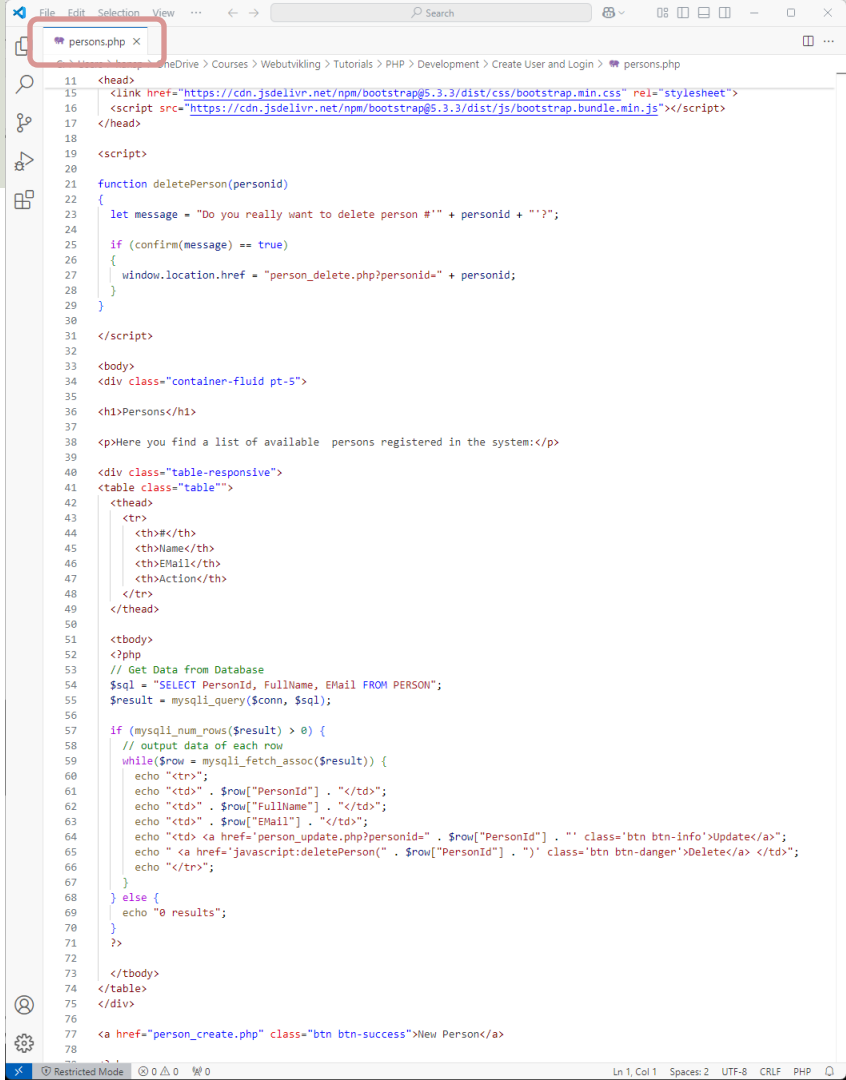 File Edit Selection View ··· Search
persons.php
OneDrive > Courses > Webutvikling > Tutorials > PHP > Development > Create User and Login > persons.php
11 <head>
15 <link href="https://cdn.jsdelivr.net/npm/bootstrap@5.3.3/dist/css/bootstrap.min.css" rel="stylesheet">
16 <script src="https://cdn.jsdelivr.net/npm/bootstrap@5.3.3/dist/js/bootstrap.bundle.min.js"></script>
17 </head>
18
19 <script>
20
21 function deletePerson(personid)
22 {
23 let message = "Do you really want to delete person #'" + personid + "'?";
24
25 if (confirm(message) == true)
26 {
27 window.location.href = "person_delete.php?personid=" + personid;
28 }
29 }
30
31 </script>
32
33 <body>
34 <div class="container-fluid pt-5">
35
36 <h1>Persons</h1>
37
38 <p>Here you find a list of available  persons registered in the system:</p>
39
40 <div class="table-responsive">
41 <table class="table"">
42 <thead>
43 <tr>
44 <th>#</th>
45 <th>Name</th>
46 <th>EMail</th>
47 <th>Action</th>
48 </tr>
49 </thead>
50
51 <tbody>
52 <?php
53 // Get Data from Database
54 $sql = "SELECT PersonId, FullName, EMail FROM PERSON";
55 $result = mysqli_query($conn, $sql);
56
57 if (mysqli_num_rows($result) > 0) {
58 // output data of each row
59 while($row = mysqli_fetch_assoc($result)) {
60 echo "<tr>";
61 echo "<td>" . $row["PersonId"] . "</td>";
62 echo "<td>" . $row["FullName"] . "</td>";
63 echo "<td>" . $row["EMail"] . "</td>";
64 echo "<td> <a href='person_update.php?personid=" . $row["PersonId"] . "' class='btn btn-info'>Update</a>";
65 echo " <a href='javascript:deletePerson(" . $row["PersonId"] . ")' class='btn btn-danger'>Delete</a> </td>";
66 echo "</tr>";
67 }
68 } else {
69 echo "0 results";
70 }
71 ?>
72
73 </tbody>
74 </table>
75 </div>
76
77 <a href="person_create.php" class="btn btn-success">New Person</a>
78
Restricted Mode 0 0 0 Ln 1, Col 1 Spaces: 2 UTF-8 CRLF PHP